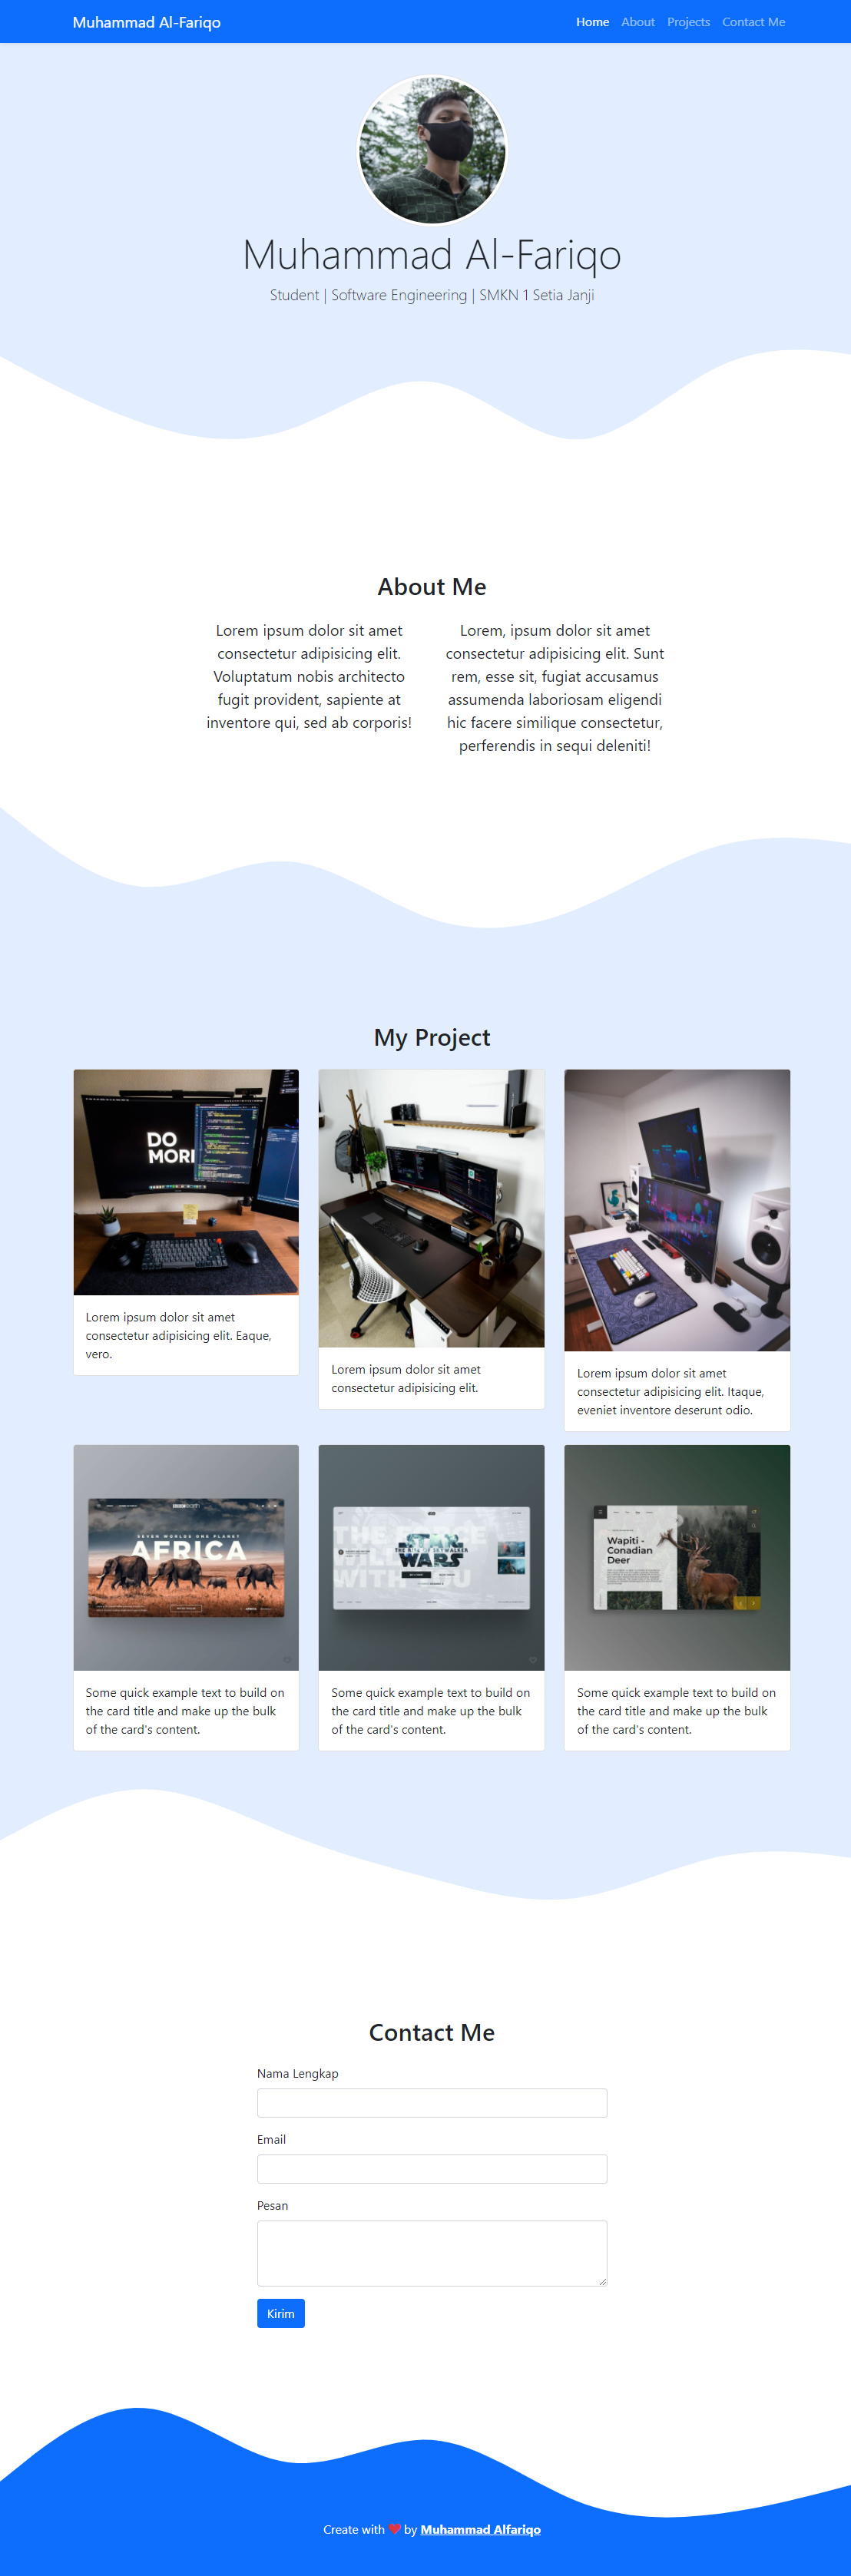 Muhammad Al-Fariqo
Home About Projects Contact Me
Muhammad Al-Fariqo
Student | Software Engineering | SMKN 1 Setia Janji
About Me
Lorem ipsum dolor sit amet
consectetur adipisicing elit.
Voluptatum nobis architecto
fugit provident, sapiente at
inventore qui, sed ab corporis!
Lorem, ipsum dolor sit amet
consectetur adipisicing elit. Sunt
rem, esse sit, fugiat accusamus
assumenda laboriosam eligendi
hic facere similique consectetur,
perferendis in sequi deleniti!
My Project
DO
MORE
Lorem ipsum dolor sit amet
consectetur adipisicing elit. Eaque,
vero.
Lorem ipsum dolor sit amet
consectetur adipisicing elit.
Lorem ipsum dolor sit amet
consectetur adipisicing elit. Itaque,
eveniet inventore deserunt odio.
SEVEN WORLDS ONE PLANET
AFRICA
Some quick example text to build on
the card title and make up the bulk
of the card's content.
STAR
WARS
Some quick example text to build on
the card title and make up the bulk
of the card's content.
Wapiti -
Conadian
Deer
Some quick example text to build on
the card title and make up the bulk
of the card's content.
Contact Me
Nama Lengkap
Email
Pesan
Kirim
Create with ❤️ by Muhammad Alfariqo